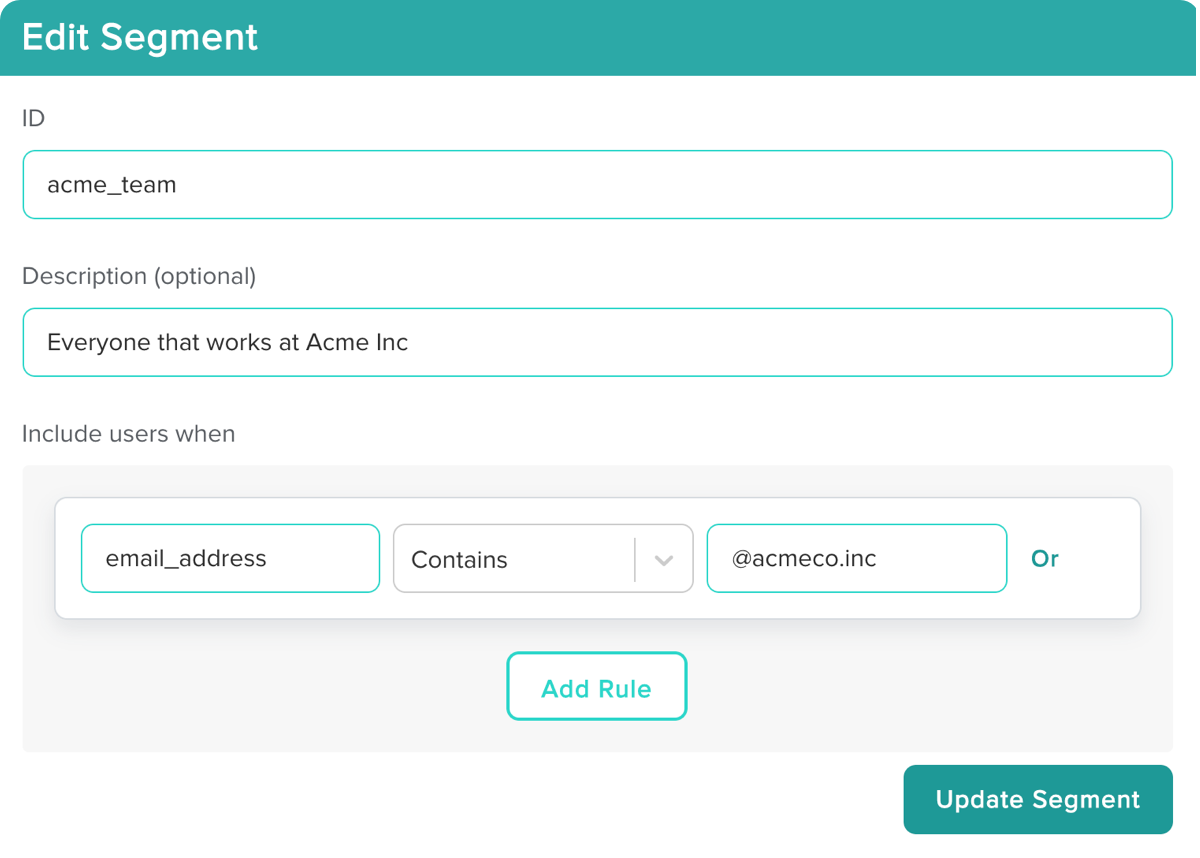 Edit Segment
ID
acme_team
Description (optional)
Everyone that works at Acme Inc
Include users when
email_address Contains @acmeco.inc Or
Add Rule
Update Segment